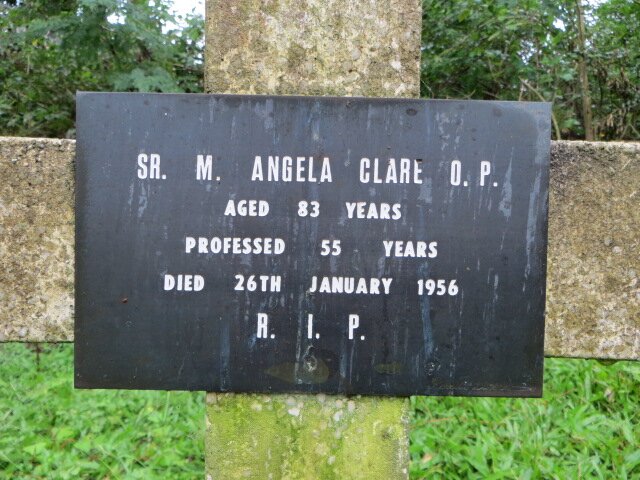 SR. M. ANGELA CLARE O.P.
AGED 83 YEARS
PROFESSED 55 YEARS
DIED 26TH JANUARY 1956
R. I. P.